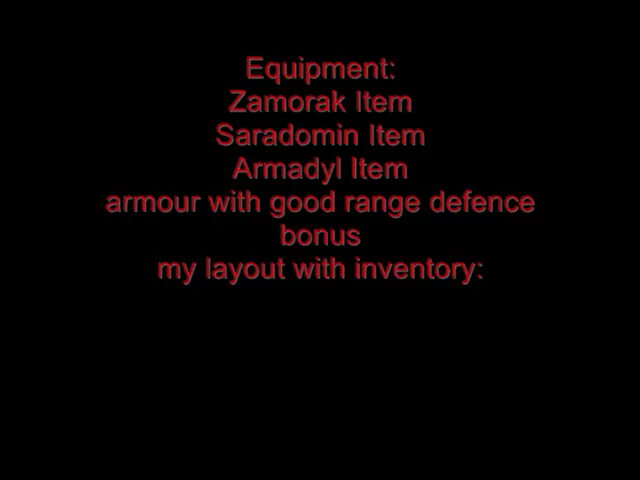 Equipment:
Zamorak Item
Saradomin Item
Armadyl Item
armour with good range defence
bonus
my layout with inventory: